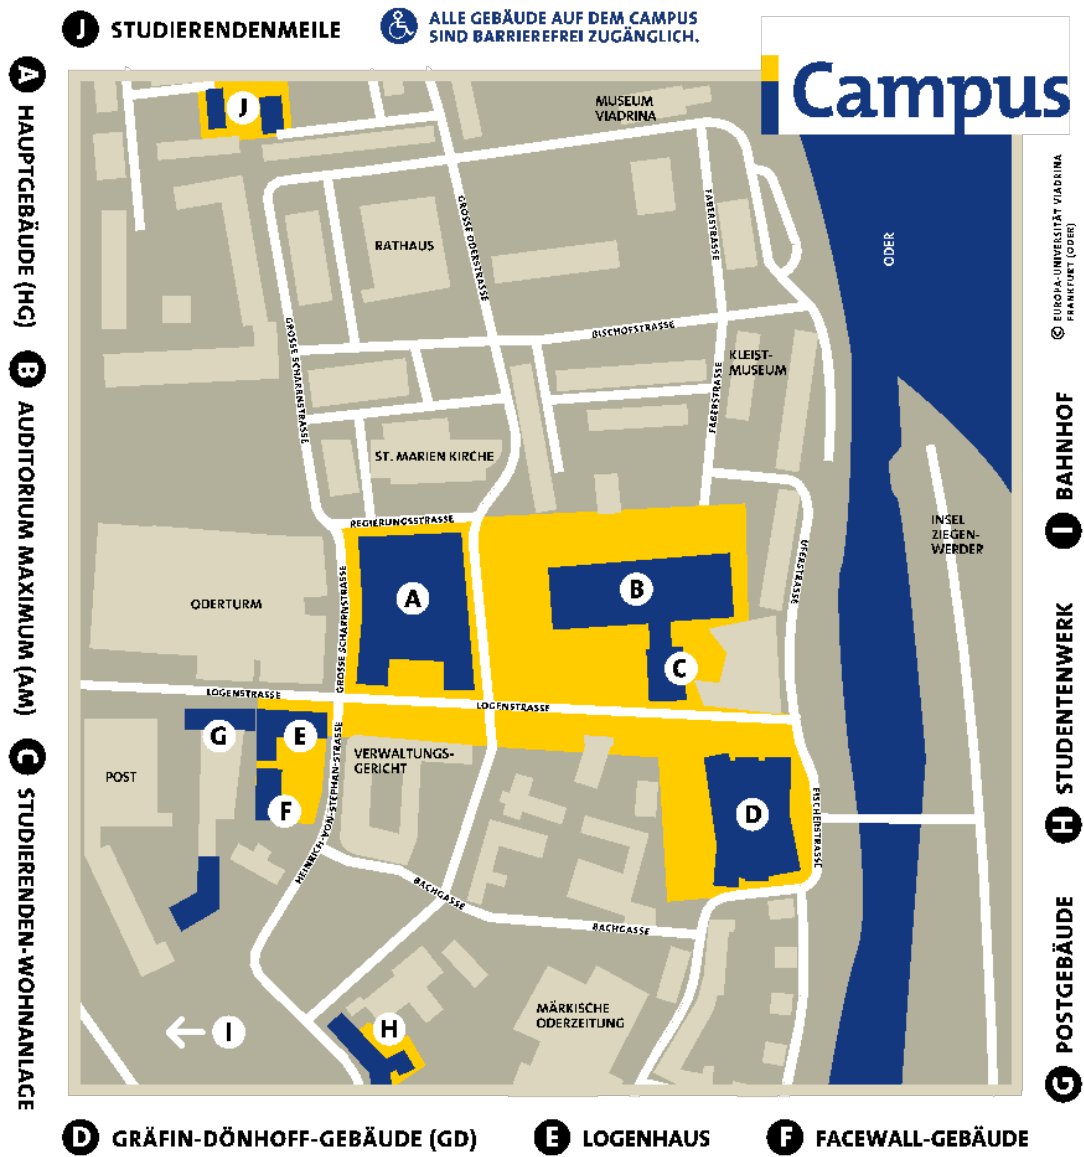 J STUDIERENDENMEILE
ALLE GEBÄUDE AUF DEM CAMPUS
SIND BARRIEREFREI ZUGÄNGLICH.
Campus
A HAUPTGEBÄUDE (HG)
B AUDITORIUM MAXIMUM (AM)
C STUDIERENDEN-WOHNANLAGE
J
MUSEUM
VIADRINA
RATHAUS
GROSSE ODERSTRASSE
FABERSTRASSE
ODER
GROSSE SCHARRNSTRASSE
BISCHOFSTRASSE
KLEIST-
MUSEUM
FABERSTRASSE
ST. MARIEN KIRCHE
REGIERUNGSSTRASSE
INSEL
ZIEGEN-
WERDER
UFERSTRASSE
ODERTURM
GROSSE SCHARRNSTRASSE
A
B
C
LOGENSTRASSE
LOGENSTRASSE
G
E
F
POST
HEINRICH-VON-STEPHAN-STRASSE
VERWALTUNGS-
GERICHT
D
FISCHERSTRASSE
BACHGASSE
BACHGASSE
MÄRKISCHE
ODERZEITUNG
I
H
© EUROPA-UNIVERSITÄT VIADRINA
FRANKFURT (ODER)
I BAHNHOF
H STUDENTENWERK
G POSTGEBÄUDE
D GRÄFIN-DÖNHOFF-GEBÄUDE (GD)
E LOGENHAUS
F FACEWALL-GEBÄUDE